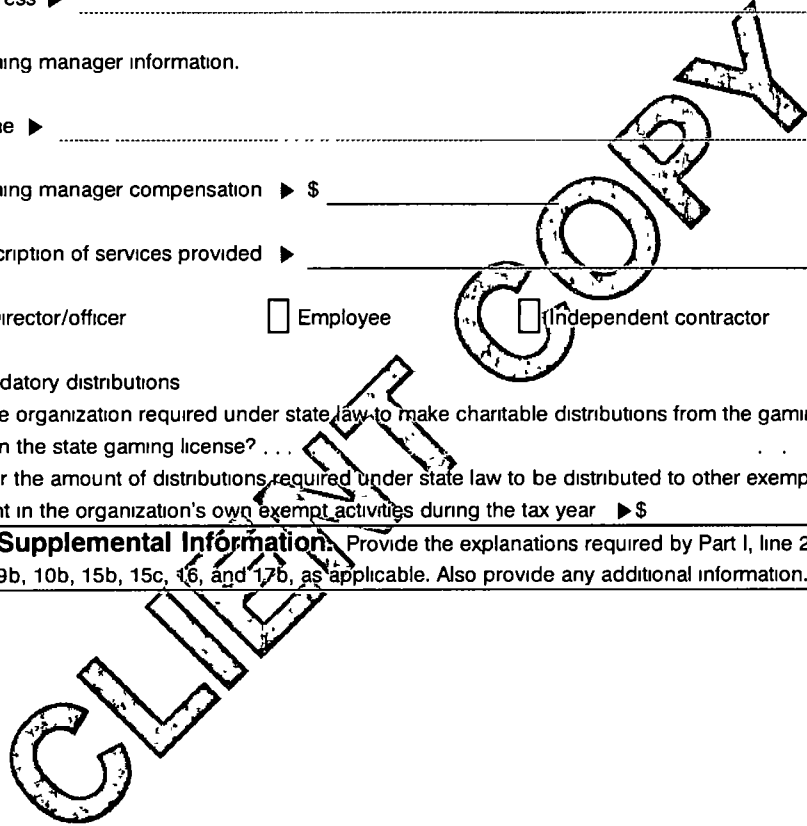 ess ▶
ning manager information.
ne ▶
ning manager compensation ▶ $
cription of services provided ▶
irector/officer Employee Independent contractor
datory distributions
e organization required under state law to make charitable distributions from the gami
n the state gaming license? . . . . .
r the amount of distributions required under state law to be distributed to other exemp
nt in the organization's own exempt activities during the tax year ▶ $
Supplemental Information. Provide the explanations required by Part I, line 2
9b, 10b, 15b, 15c, 16, and 17b, as applicable. Also provide any additional information.
CLIENT COPY